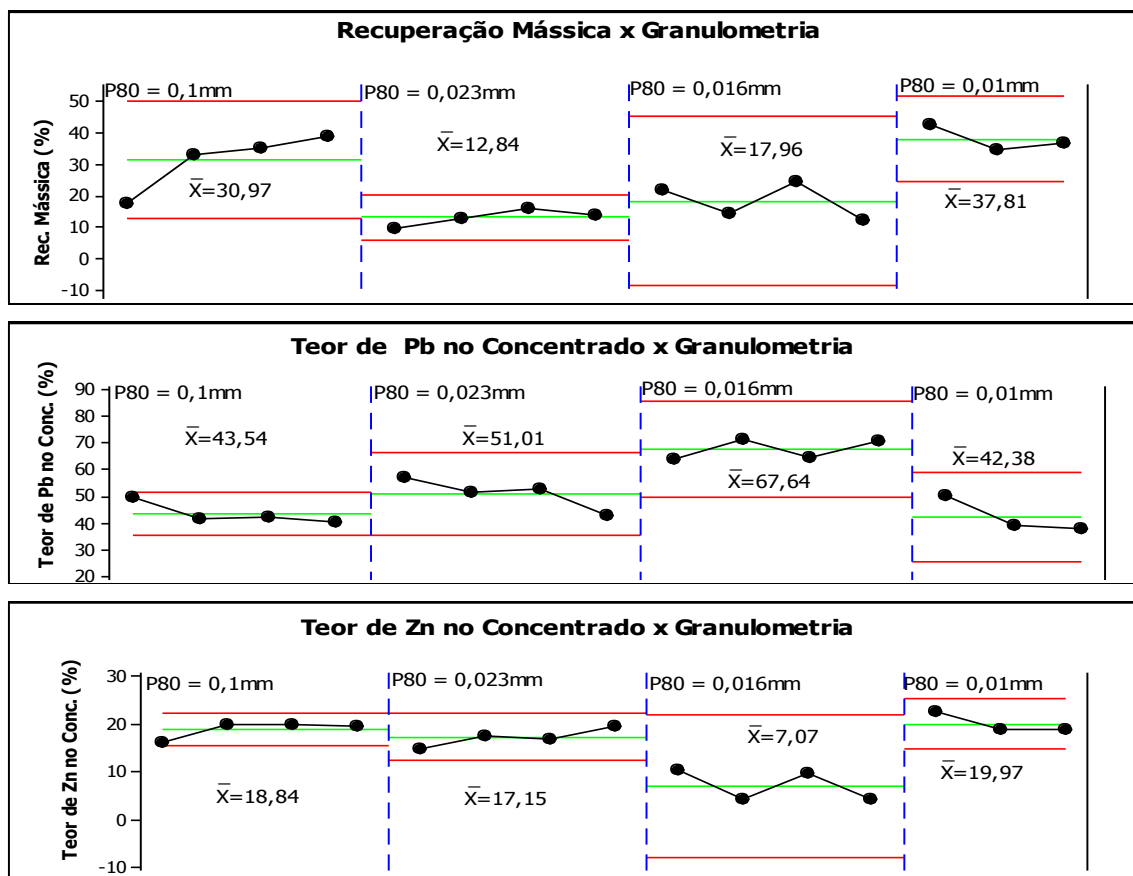 Recuperação Mássica x Granulometria
P80 = 0,1mm
P80 = 0,023mm
P80 = 0,016mm
P80 = 0,01mm
Rec. Mássica (%)
50
40
30
20
10
0
-10
X̄=30,97
X̄=12,84
X̄=17,96
X̄=37,81
Teor de Pb no Concentrado x Granulometria
P80 = 0,1mm
P80 = 0,023mm
P80 = 0,016mm
P80 = 0,01mm
Teor de Pb no Conc. (%)
90
80
70
60
50
40
30
20
X̄=43,54
X̄=51,01
X̄=67,64
X̄=42,38
Teor de Zn no Concentrado x Granulometria
P80 = 0,1mm
P80 = 0,023mm
P80 = 0,016mm
P80 = 0,01mm
Teor de Zn no Conc. (%)
30
20
10
0
-10
X̄=18,84
X̄=17,15
X̄=7,07
X̄=19,97